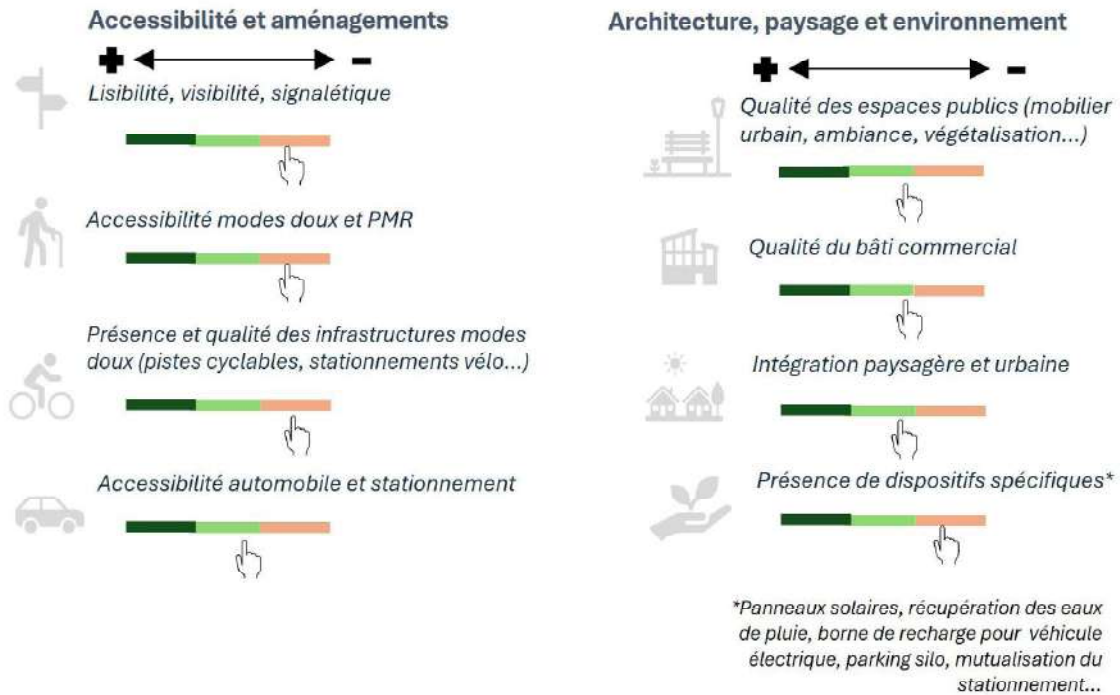 Accessibilité et aménagements
Lisibilité, visibilité, signalétique
Accessibilité modes doux et PMR
Présence et qualité des infrastructures modes
doux (pistes cyclables, stationnements vélo...)
Accessibilité automobile et stationnement
Architecture, paysage et environnement
Qualité des espaces publics (mobilier
urbain, ambiance, végétalisation...)
Qualité du bâti commercial
Intégration paysagère et urbaine
Présence de dispositifs spécifiques*
*Panneaux solaires, récupération des eaux
de pluie, borne de recharge pour véhicule
électrique, parking silo, mutualisation du
stationnement...